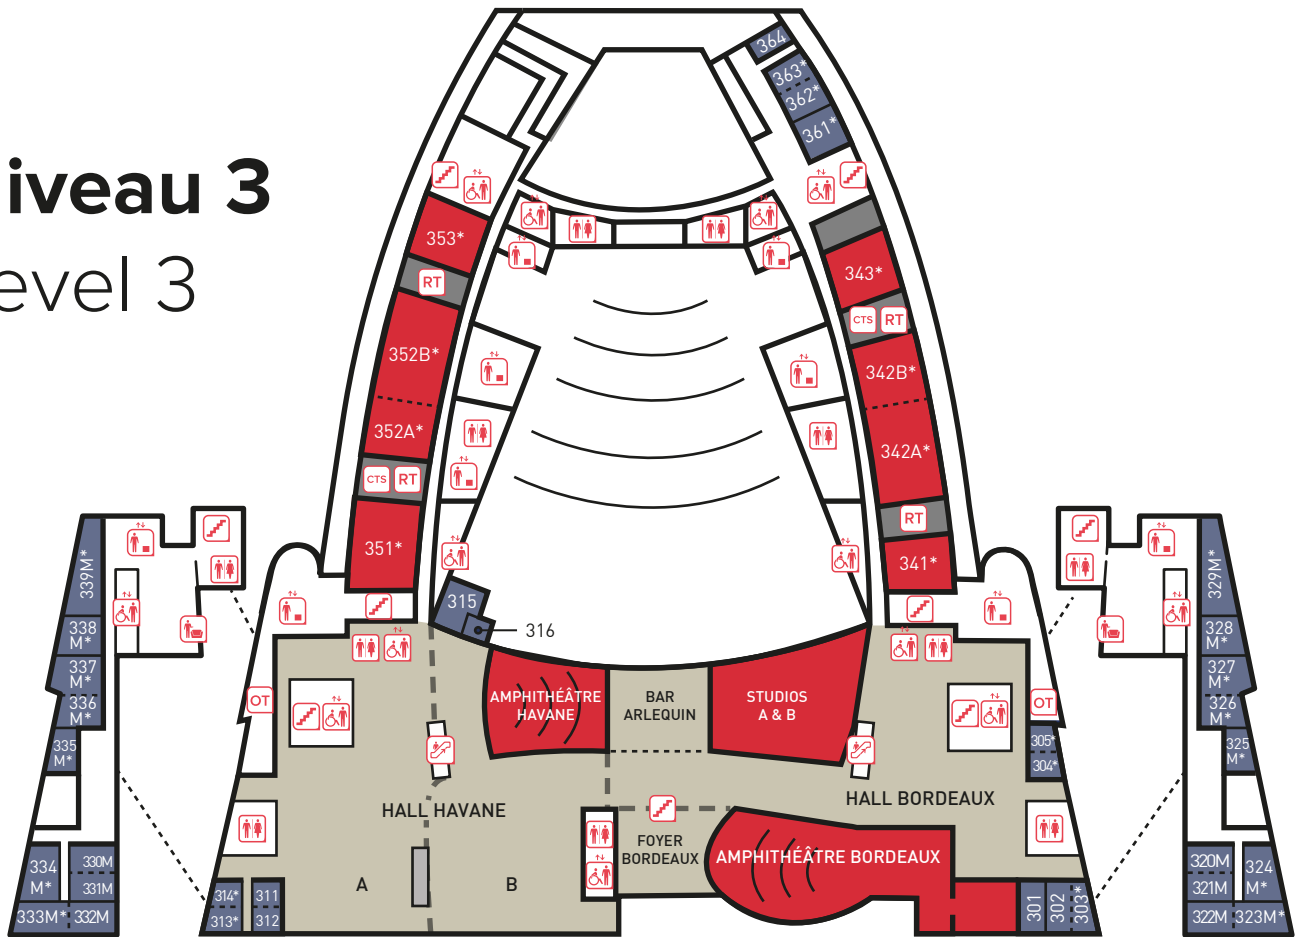 iveau 3
evel 3
364
363*
362*
361*
353*
RT
352B*
352A*
CTS RT
351*
343*
CTS RT
342B*
342A*
RT
341*
315
316
339M*
338
M*
337
M*
336
M*
335
M*
334
M*
330M
331M
333M* 332M
329M*
328
M*
327
M*
326
M*
325
M*
320M
321M
324
M*
322M 323M*
OT
OT
AMPHITHÉÂTRE
HAVANE
BAR
ARLEQUIN
STUDIOS
A & B
305*
304*
HALL HAVANE
HALL BORDEAUX
FOYER
BORDEAUX
AMPHITHÉÂTRE BORDEAUX
A
B
314*
313*
311
312
301
302
303*